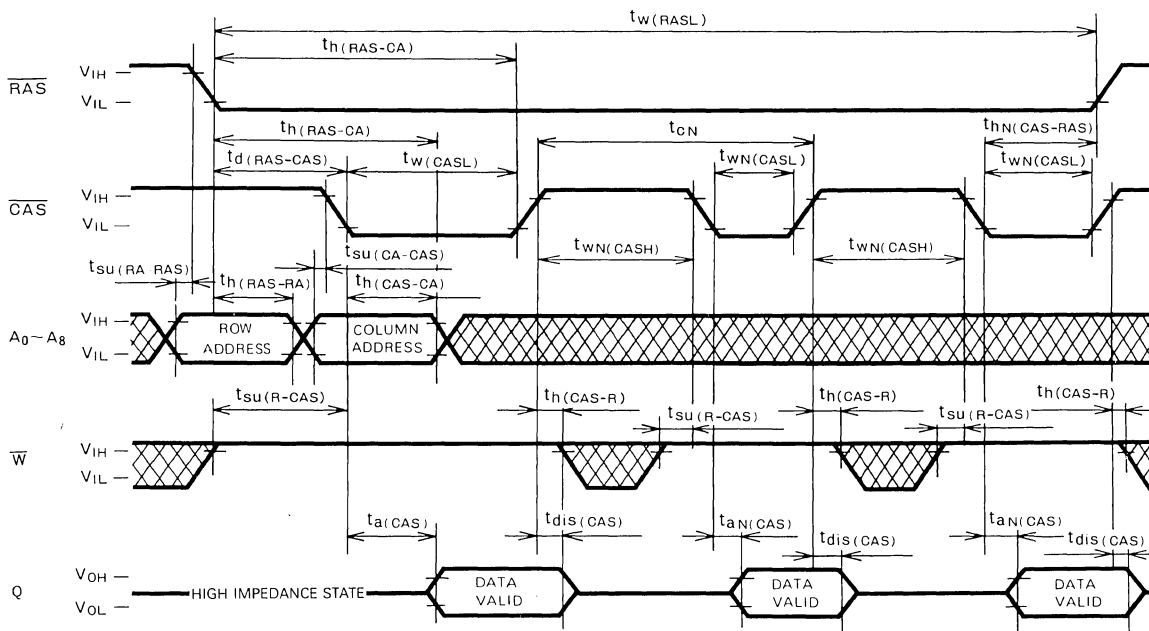 tw(RASL)
th(RAS-CA)
RAS
VIH
VIL
th(RAS-CA)
tCN
thN(CAS-RAS)
td(RAS-CAS)
tw(CASL)
twN(CASL)
twN(CASL)
CAS
VIH
VIL
tsu(RA-RAS)
tsu(CA-CAS)
twN(CASH)
twN(CASH)
th(RAS-RA)
th(CAS-CA)
A0~A8
VIH
VIL
ROW
ADDRESS
COLUMN
ADDRESS
tsu(R-CAS)
th(CAS-R)
tsu(R-CAS)
th(CAS-R)
tsu(R-CAS)
th(CAS-R)
W
VIH
VIL
ta(CAS)
tdis(CAS)
taN(CAS)
tdis(CAS)
taN(CAS)
tdis(CAS)
Q
VOH
VOL
HIGH IMPEDANCE STATE
DATA
VALID
DATA
VALID
DATA
VALID